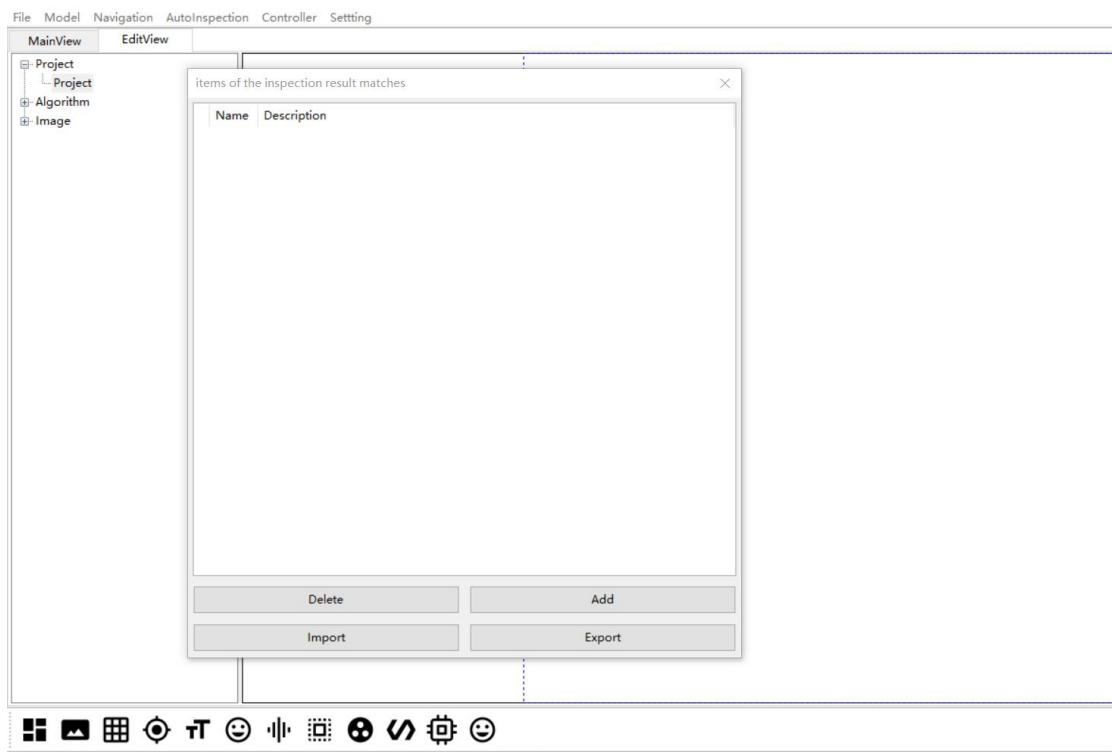 File Model Navigation AutoInspection Controller Settting
MainView EditView
Project
Project
Algorithm
Image
items of the inspection result matches
Name Description
Delete Add
Import Export